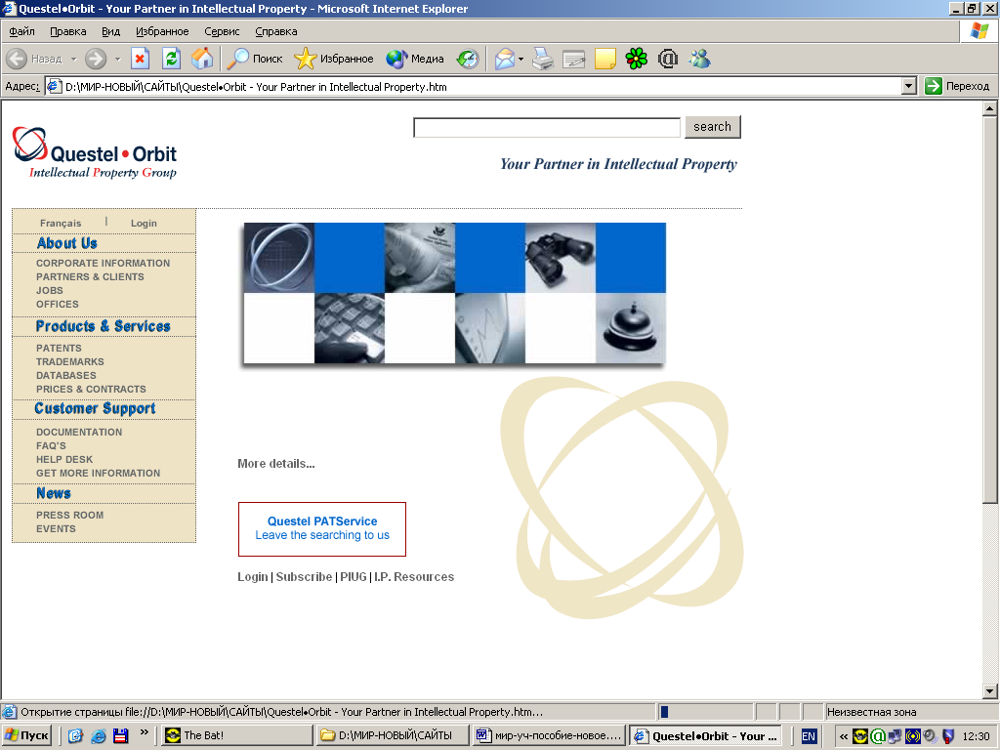 Questel•Orbit - Your Partner in Intellectual Property - Microsoft Internet Explorer
Файл Правка Вид Избранное Сервис Справка
Назад Поиск Избранное Медиа
Адрес: D:\МИР-НОВЫЙ\САЙТЫ\Questel•Orbit - Your Partner in Intellectual Property.htm Переход
search
Questel • Orbit
Intellectual Property Group
Your Partner in Intellectual Property
Français | Login
About Us
CORPORATE INFORMATION
PARTNERS & CLIENTS
JOBS
OFFICES
Products & Services
PATENTS
TRADEMARKS
DATABASES
PRICES & CONTRACTS
Customer Support
DOCUMENTATION
FAQ'S
HELP DESK
GET MORE INFORMATION
News
PRESS ROOM
EVENTS
More details...
Questel PATService
Leave the searching to us
Login | Subscribe | PIUG | I.P. Resources
Открытие страницы file://D:\МИР-НОВЫЙ\САЙТЫ\Questel•Orbit - Your Partner in Intellectual Property.htm... Неизвестная зона
Пуск » The Bat! D:\МИР-НОВЫЙ\САЙТЫ мир-уч-пособие-новое.... Questel•Orbit - Your ... EN « 12:30